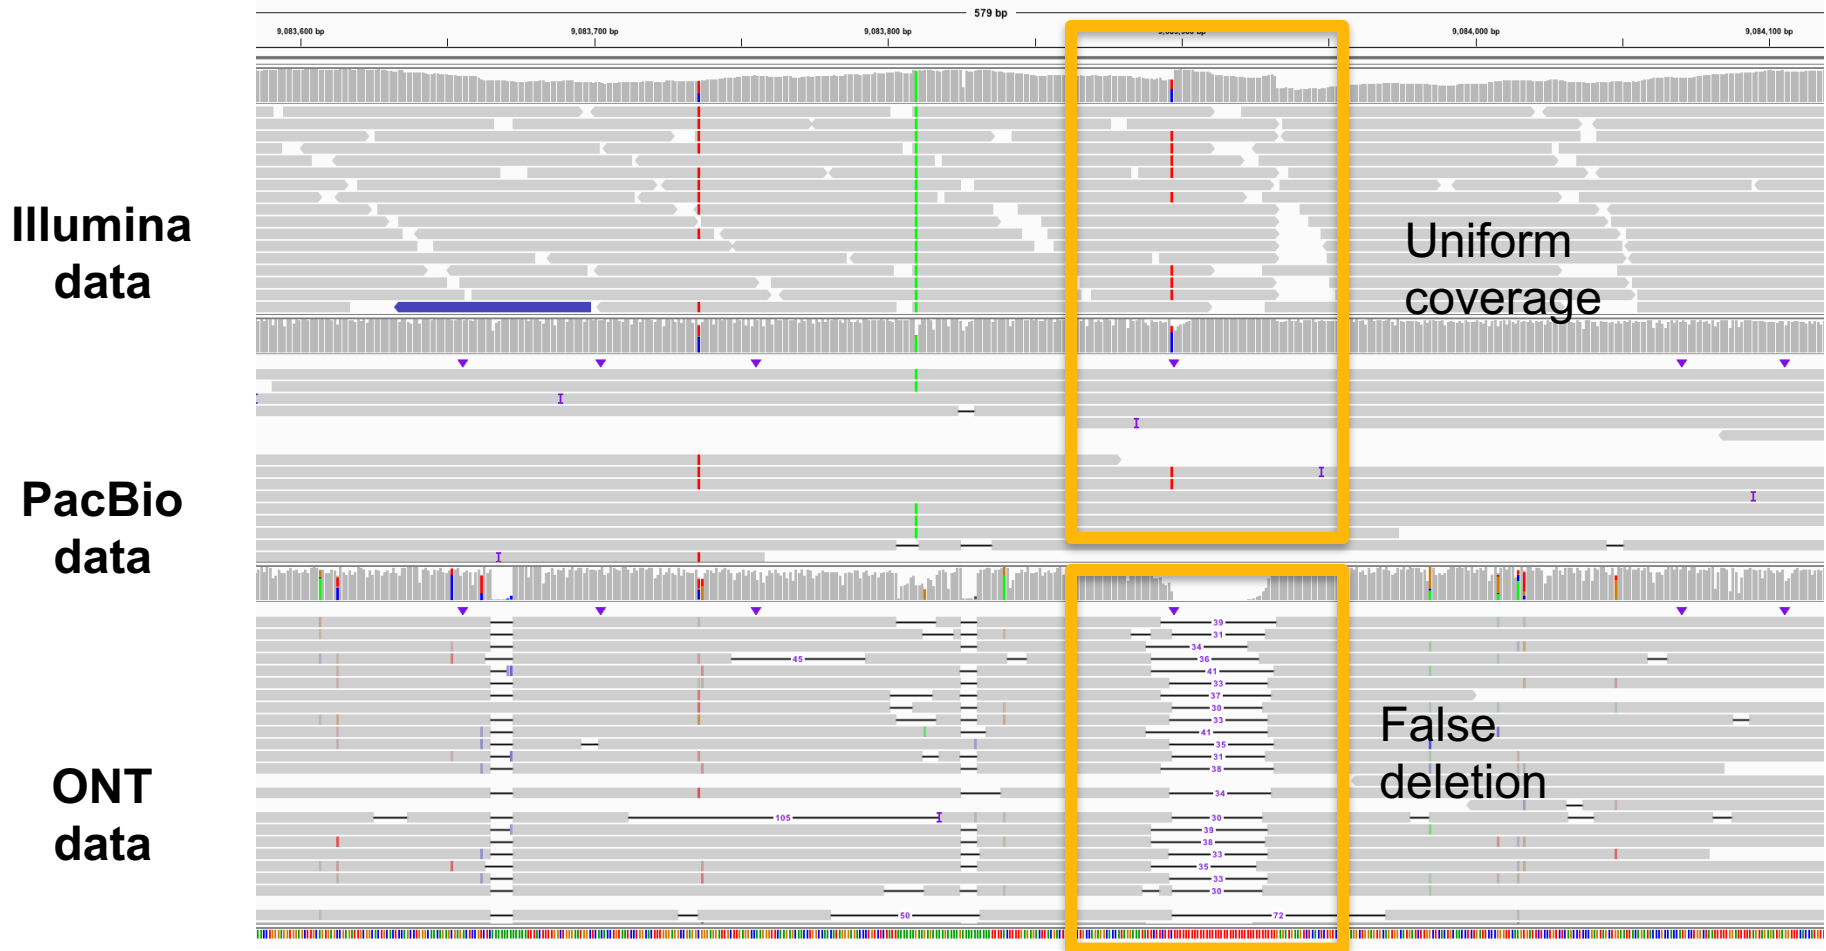 579 bp
9,083,600 bp
9,083,700 bp
9,083,800 bp
9,084,000 bp
9,084,100 bp
Illumina
data
Uniform
coverage
PacBio
data
ONT
data
False
deletion
39
31
34
45
36
41
33
37
30
33
41
35
31
38
34
105
30
39
38
33
35
33
30
50
72